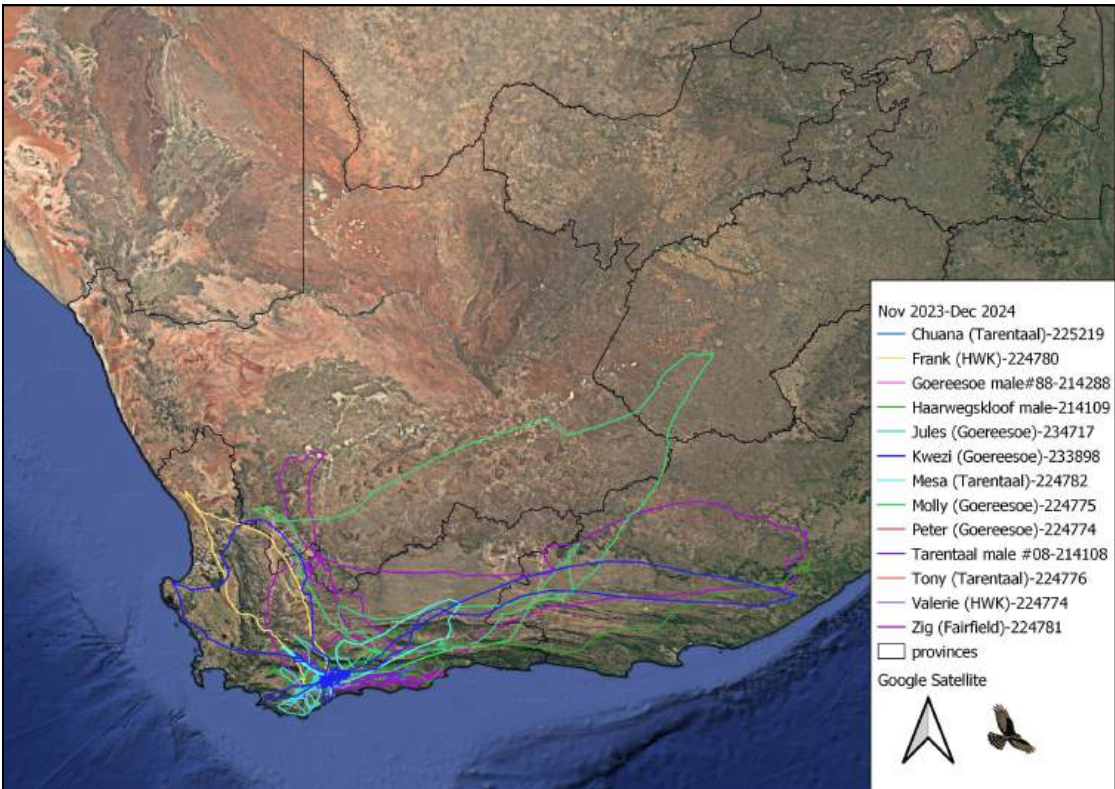 Nov 2023-Dec 2024
Chuana (Tarentaal)-225219
Frank (HWK)-224780
Goereesoe male#88-214288
Haarwegskloof male-214109
Jules (Goereesoe)-234717
Kwezi (Goereesoe)-233898
Mesa (Tarentaal)-224782
Molly (Goereesoe)-224775
Peter (Goereesoe)-224774
Tarentaal male #08-214108
Tony (Tarentaal)-224776
Valerie (HWK)-224774
Zig (Fairfield)-224781
provinces
Google Satellite